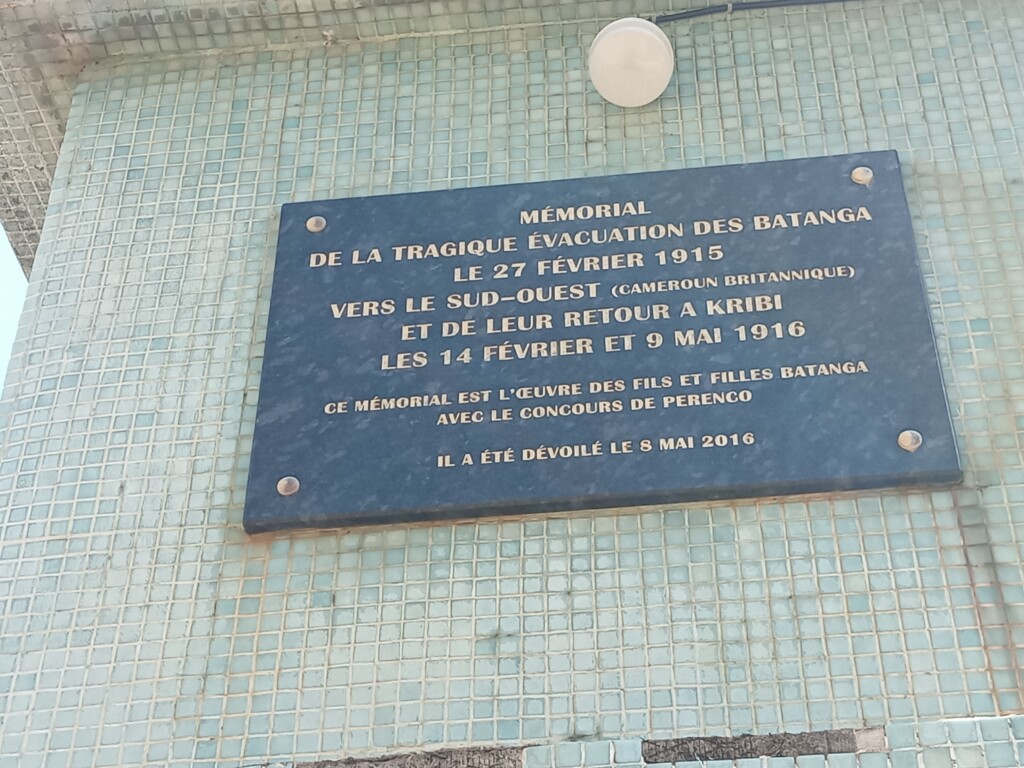 MÉMORIAL
DE LA TRAGIQUE ÉVACUATION DES BATANGA
LE 27 FÉVRIER 1915
VERS LE SUD-OUEST (CAMEROUN BRITANNIQUE)
ET DE LEUR RETOUR A KRIBI
LES 14 FÉVRIER ET 9 MAI 1916
CE MÉMORIAL EST L'ŒUVRE DES FILS ET FILLES BATANGA
AVEC LE CONCOURS DE PERENCO
IL A ÉTÉ DÉVOILÉ LE 8 MAI 2016